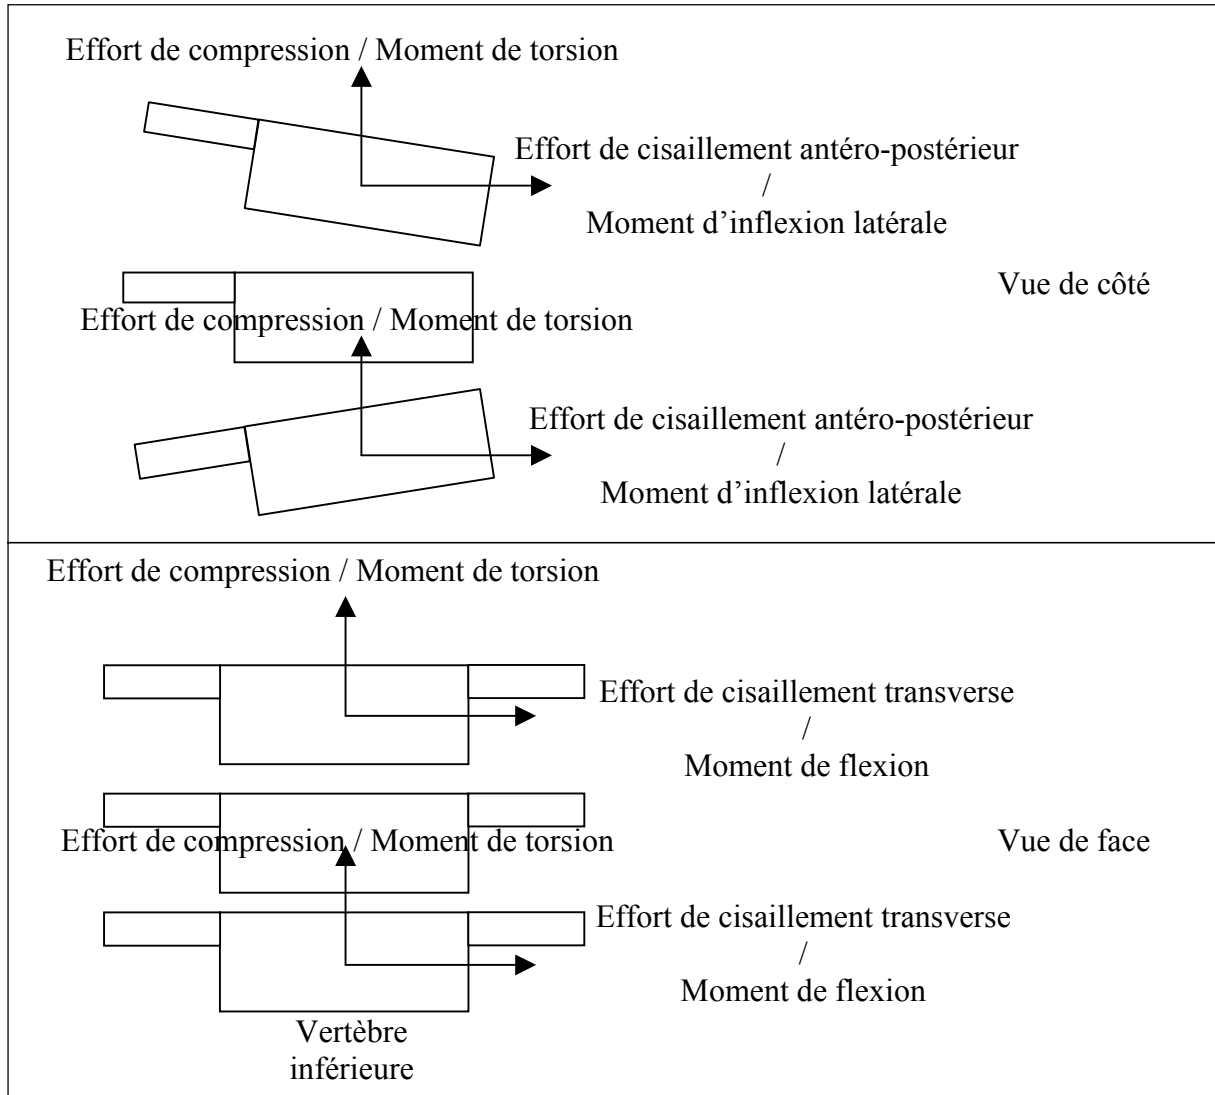 Effort de compression / Moment de torsion
Effort de cisaillement antéro-postérieur
/
Moment d’inflexion latérale
Vue de côté
Effort de compression / Moment de torsion
Effort de cisaillement antéro-postérieur
/
Moment d’inflexion latérale
Effort de compression / Moment de torsion
Effort de cisaillement transverse
/
Moment de flexion
Effort de compression / Moment de torsion
Vue de face
Effort de cisaillement transverse
/
Moment de flexion
Vertèbre
inférieure